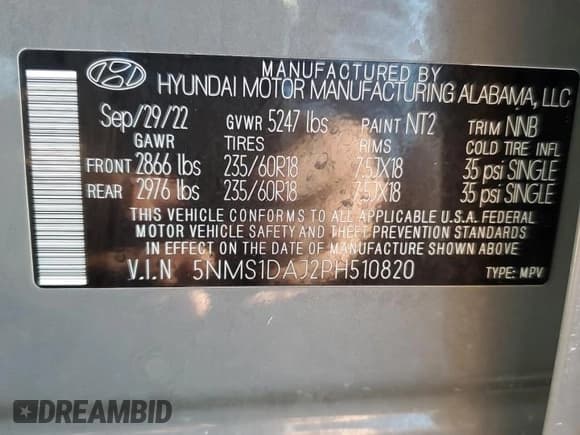 MANUFACTURED BY
HYUNDAI MOTOR MANUFACTURING ALABAMA, LLC
Sep/29/22 GVWR 5247 lbs PAINT NT2 TRIM NNB
GAWR TIRES RIMS COLD TIRE INFL
FRONT 2866 lbs 235/60R18 7.5JX18 35 psi SINGLE
REAR 2976 lbs 235/60R18 7.5JX18 35 psi SINGLE
THIS VEHICLE CONFORMS TO ALL APPLICABLE U.S.A. FEDERAL
MOTOR VEHICLE SAFETY AND THEFT PREVENTION STANDARDS
IN EFFECT ON THE DATE OF MANUFACTURE SHOWN ABOVE
V.I.N 5NMS1DAJ2PH510820 TYPE: MPV
DREAMBID